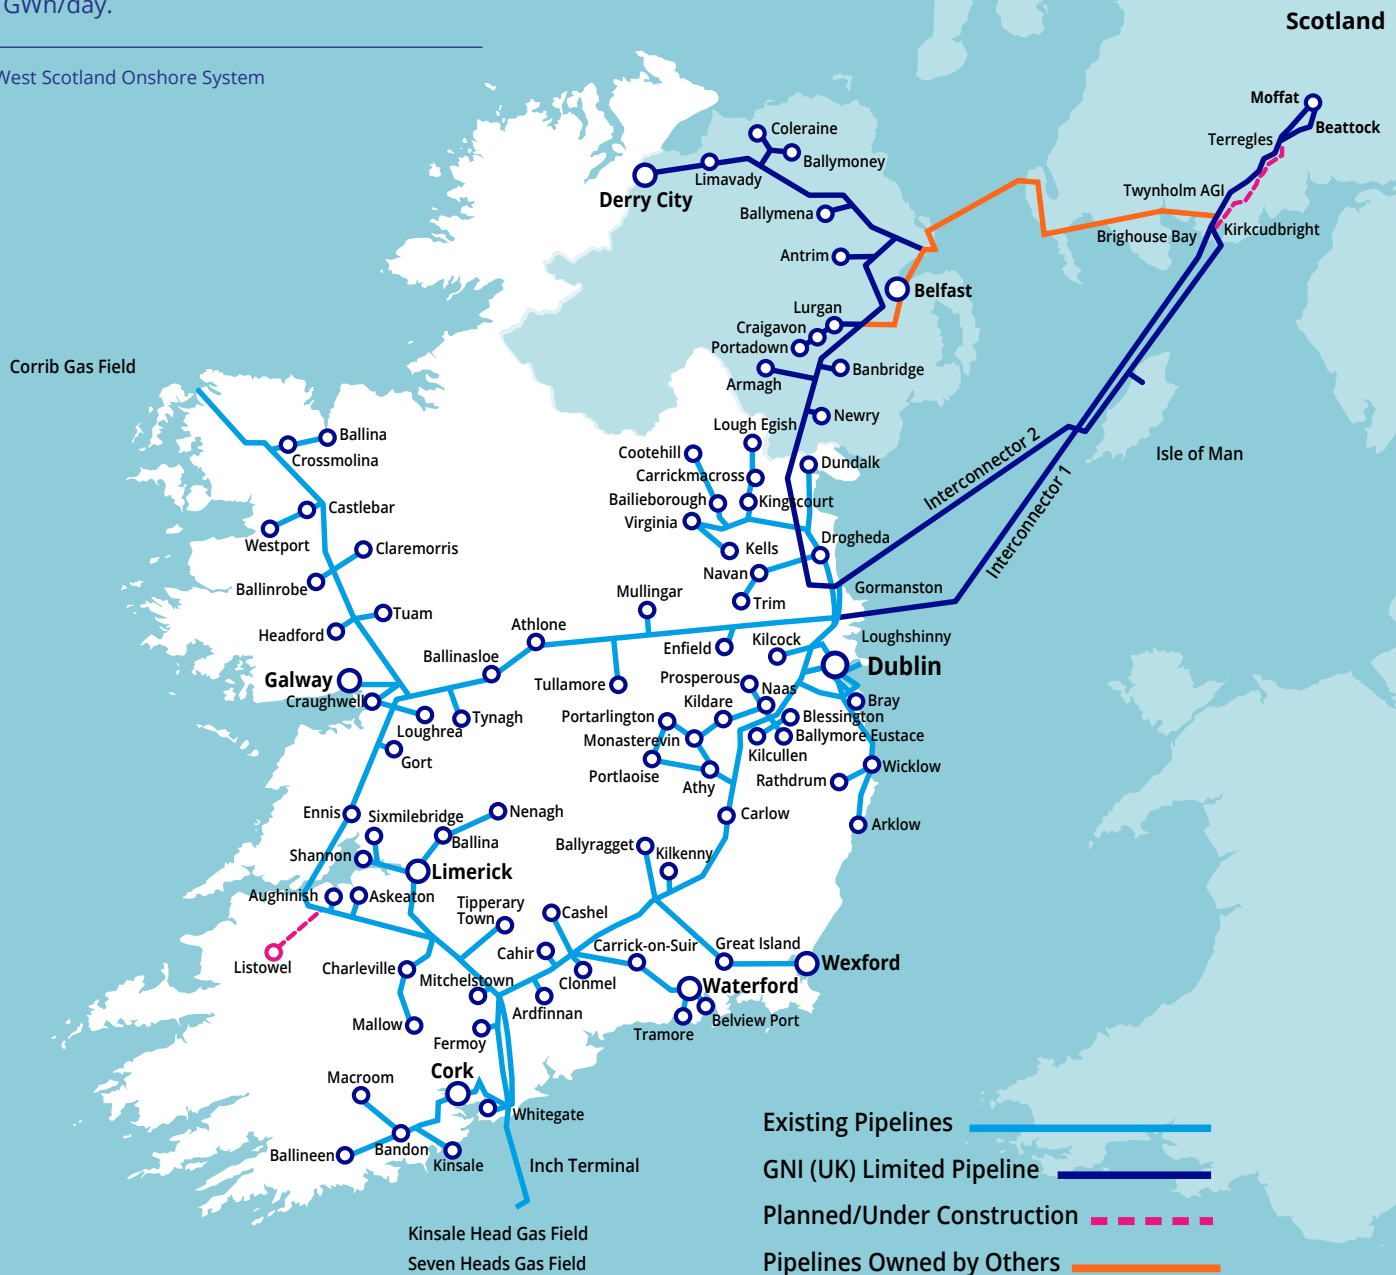 GWh/day.
West Scotland Onshore System
Scotland
Moffat
Beattock
Terregles
Twynholm AGI
Kirkcudbright
Brighouse Bay
Coleraine
Ballymoney
Limavady
Derry City
Ballymena
Antrim
Belfast
Lurgan
Craigavon
Portadown
Armagh
Banbridge
Newry
Corrib Gas Field
Ballina
Crossmolina
Castlebar
Westport
Claremorris
Ballinrobe
Tuam
Headford
Lough Egish
Cootehill
Carrickmacross
Dundalk
Bailieborough
Kingscourt
Virginia
Kells
Drogheda
Navan
Trim
Gormanston
Interconnector 2
Interconnector 1
Isle of Man
Mullingar
Athlone
Enfield
Kilcock
Loughshinny
Dublin
Ballinasloe
Galway
Craughwell
Tullamore
Prosperous
Naas
Bray
Kildare
Blessington
Loughrea
Tynagh
Portarlington
Ballymore Eustace
Monasterevin
Kilcullen
Gort
Portlaoise
Athy
Rathdrum
Wicklow
Ennis
Sixmilebridge
Nenagh
Carlow
Arklow
Shannon
Ballina
Ballyragget
Kilkenny
Limerick
Aughinish
Askeaton
Tipperary
Town
Cashel
Listowel
Charleville
Cahir
Carrick-on-Suir
Great Island
Wexford
Mitchelstown
Clonmel
Waterford
Ardfinnan
Mallow
Fermoy
Tramore
Belview Port
Cork
Macroom
Whitegate
Bandon
Ballineen
Kinsale
Inch Terminal
Kinsale Head Gas Field
Seven Heads Gas Field
Existing Pipelines
GNI (UK) Limited Pipeline
Planned/Under Construction
Pipelines Owned by Others